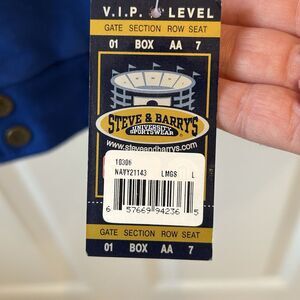 V.I.P. LEVEL
GATE SECTION ROW SEAT
01 BOX AA 7
STEVE & BARRY'S
UNIVERSITY
SPORTSWEAR
www.steveandbarrys.com
10306
NAVY21143 LMGS L
6 57669 94236 5
GATE SECTION ROW SEAT
01 BOX AA 7